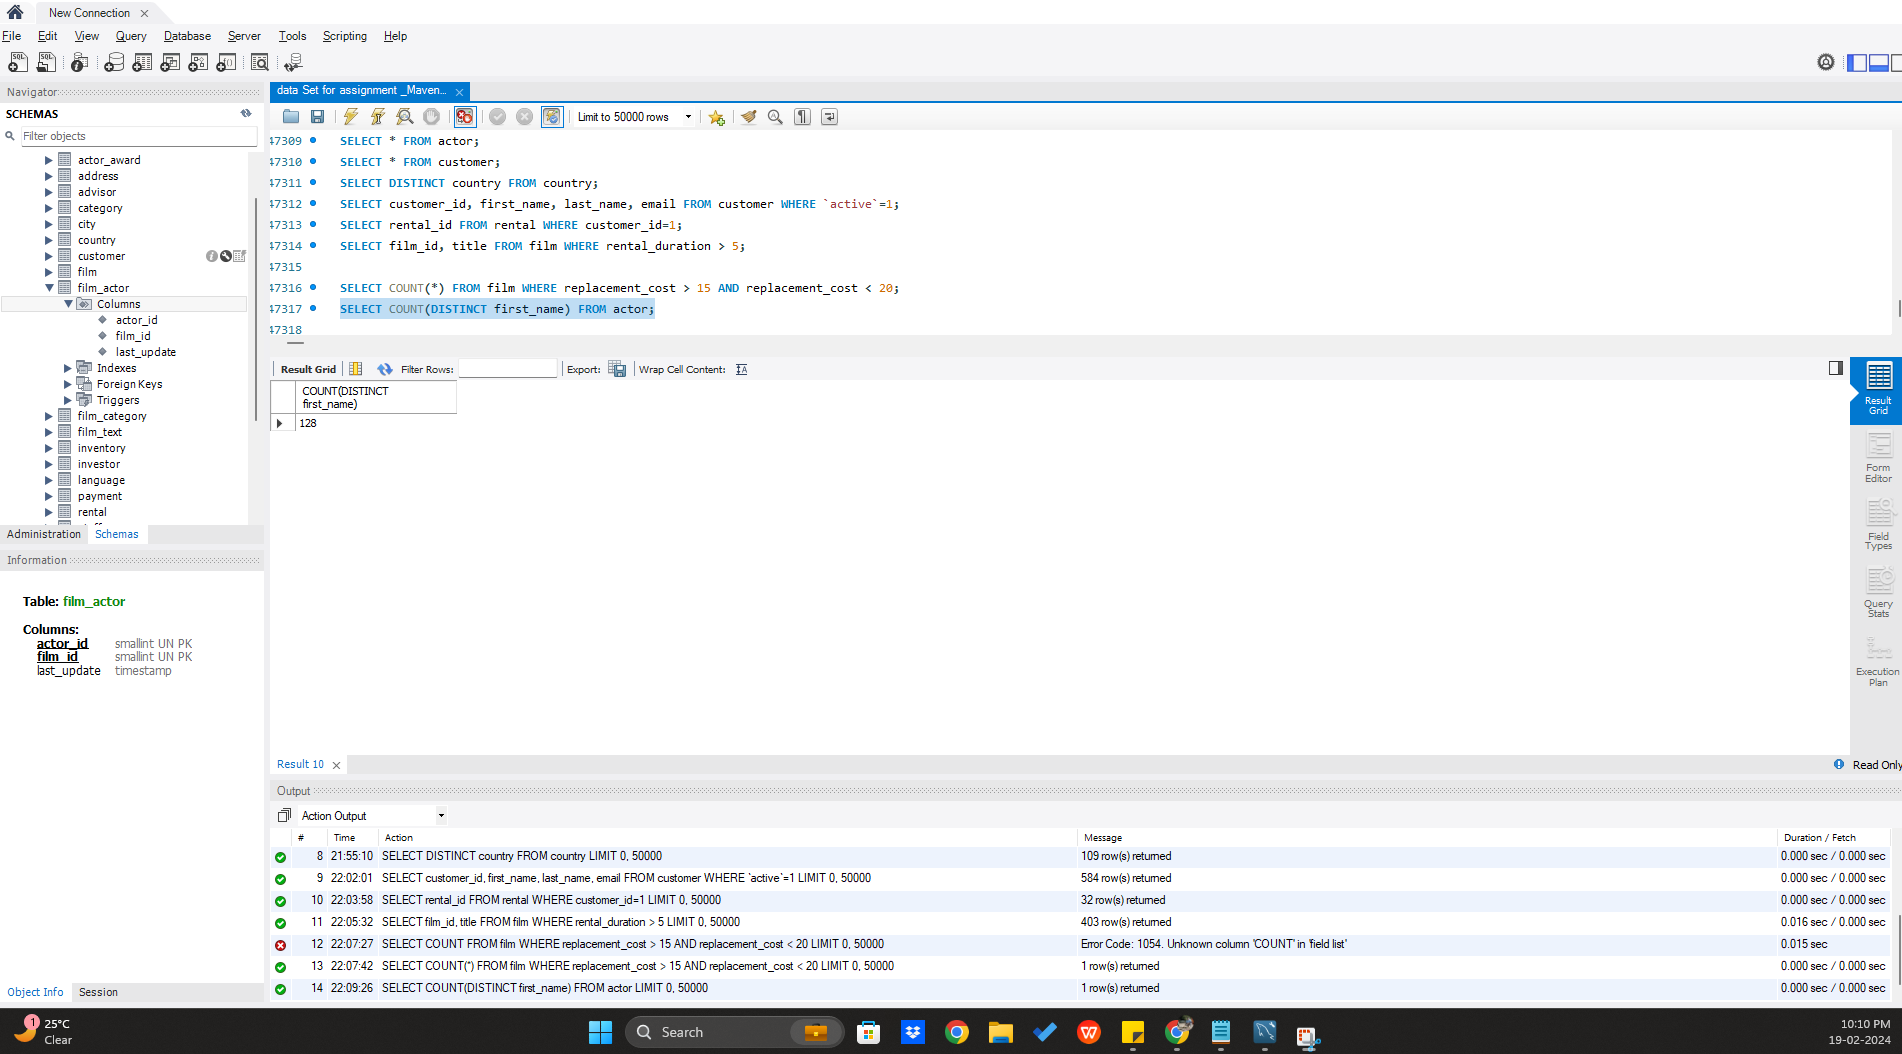 New Connection
File Edit View Query Database Server Tools Scripting Help
Navigator
SCHEMAS
Filter objects
actor_award
address
advisor
category
city
country
customer
film
film_actor
Columns
actor_id
film_id
last_update
Indexes
Foreign Keys
Triggers
film_category
film_text
inventory
investor
language
payment
rental
Administration Schemas
Information
Table: film_actor
Columns:
actor_id smallint UN PK
film_id smallint UN PK
last_update timestamp
Object Info Session
data Set for assignment _Maven...
Limit to 50000 rows
47309 SELECT * FROM actor;
47310 SELECT * FROM customer;
47311 SELECT DISTINCT country FROM country;
47312 SELECT customer_id, first_name, last_name, email FROM customer WHERE `active`=1;
47313 SELECT rental_id FROM rental WHERE customer_id=1;
47314 SELECT film_id, title FROM film WHERE rental_duration > 5;
47315
47316 SELECT COUNT(*) FROM film WHERE replacement_cost > 15 AND replacement_cost < 20;
47317 SELECT COUNT(DISTINCT first_name) FROM actor;
47318
Result Grid Filter Rows: Export: Wrap Cell Content:
COUNT(DISTINCT
first_name)
128
Result
Grid
Form
Editor
Field
Types
Query
Stats
Execution
Plan
Result 10
Read Only
Output
Action Output
# Time Action Message Duration / Fetch
8 21:55:10 SELECT DISTINCT country FROM country LIMIT 0, 50000 109 row(s) returned 0.000 sec / 0.000 sec
9 22:02:01 SELECT customer_id, first_name, last_name, email FROM customer WHERE `active`=1 LIMIT 0, 50000 584 row(s) returned 0.000 sec / 0.000 sec
10 22:03:58 SELECT rental_id FROM rental WHERE customer_id=1 LIMIT 0, 50000 32 row(s) returned 0.000 sec / 0.000 sec
11 22:05:32 SELECT film_id, title FROM film WHERE rental_duration > 5 LIMIT 0, 50000 403 row(s) returned 0.016 sec / 0.000 sec
12 22:07:27 SELECT COUNT FROM film WHERE replacement_cost > 15 AND replacement_cost < 20 LIMIT 0, 50000 Error Code: 1054. Unknown column 'COUNT' in 'field list' 0.015 sec
13 22:07:42 SELECT COUNT(*) FROM film WHERE replacement_cost > 15 AND replacement_cost < 20 LIMIT 0, 50000 1 row(s) returned 0.000 sec / 0.000 sec
14 22:09:26 SELECT COUNT(DISTINCT first_name) FROM actor LIMIT 0, 50000 1 row(s) returned 0.000 sec / 0.000 sec
1
25°C
Clear
Search
10:10 PM
19-02-2024